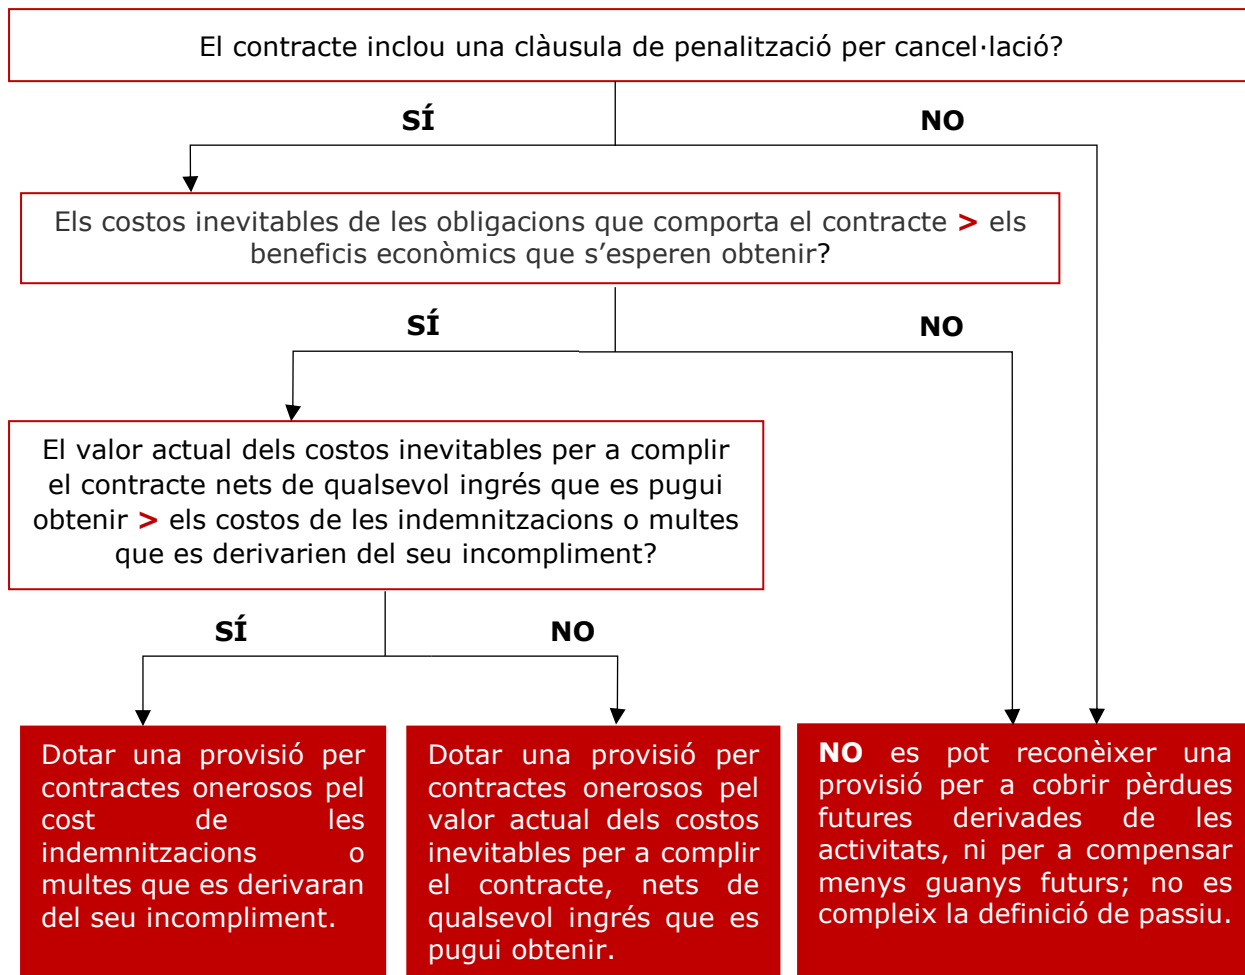 El contracte inclou una clàusula de penalització per cancel·lació?
SÍ
NO
Els costos inevitables de les obligacions que comporta el contracte > els
beneficis econòmics que s’esperen obtenir?
SÍ
NO
El valor actual dels costos inevitables per a complir
el contracte nets de qualsevol ingrés que es pugui
obtenir > els costos de les indemnitzacions o multes
que es derivarien del seu incompliment?
SÍ
NO
Dotar una provisió per
contractes onerosos pel
cost de les
indemnitzacions o
multes que es derivaran
del seu incompliment.
Dotar una provisió per
contractes onerosos pel
valor actual dels costos
inevitables per a complir
el contracte, nets de
qualsevol ingrés que es
pugui obtenir.
NO es pot reconèixer una
provisió per a cobrir pèrdues
futures derivades de les
activitats, ni per a compensar
menys guanys futurs; no es
compleix la definició de passiu.